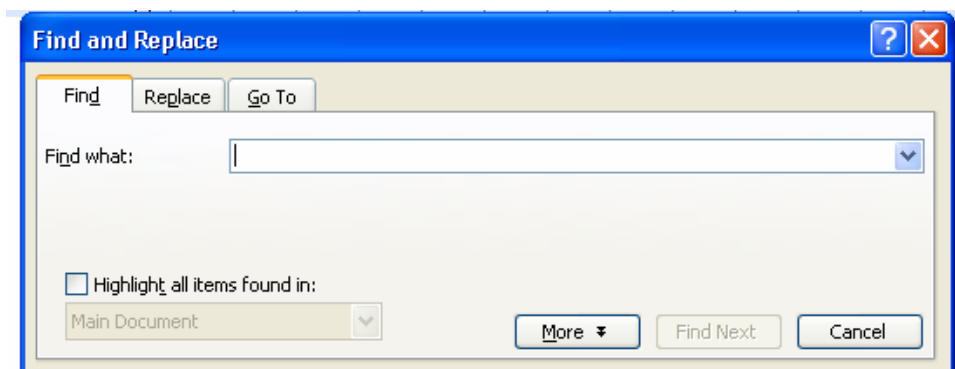 Find and Replace
Find Replace Go To
Find what:
Highlight all items found in:
Main Document
More Find Next Cancel